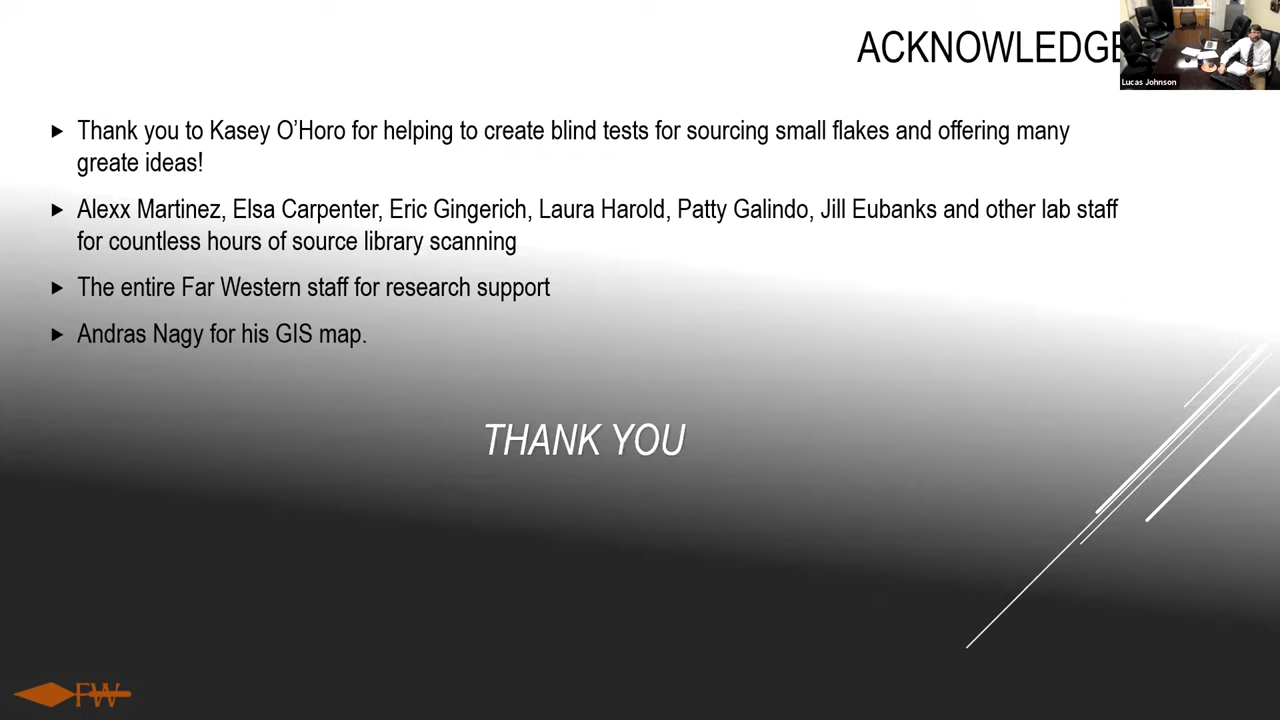 ACKNOWLEDGE
Lucas Johnson
Thank you to Kasey O’Horo for helping to create blind tests for sourcing small flakes and offering many
greate ideas!
Alexx Martinez, Elsa Carpenter, Eric Gingerich, Laura Harold, Patty Galindo, Jill Eubanks and other lab staff
for countless hours of source library scanning
The entire Far Western staff for research support
Andras Nagy for his GIS map.
THANK YOU
FW